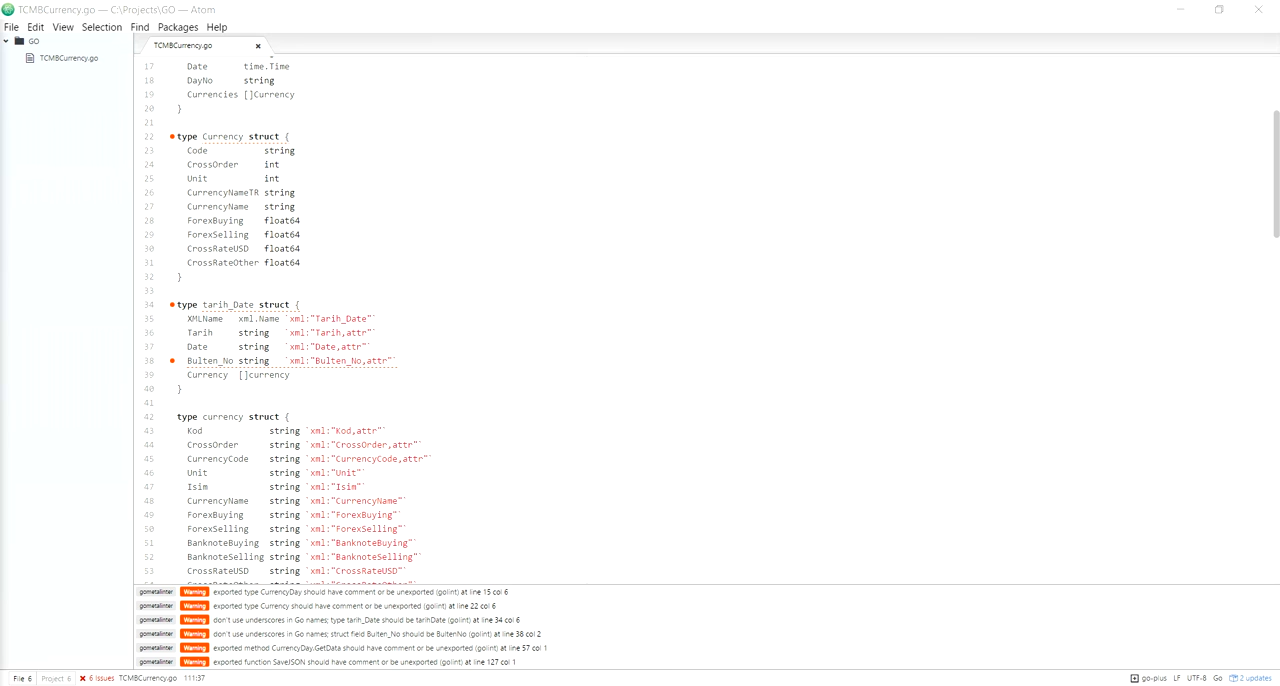 TCMBCurrency.go — C:\Projects\GO — Atom
File Edit View Selection Find Packages Help
GO
TCMBCurrency.go
TCMBCurrency.go
17 Date time.Time
18 DayNo string
19 Currencies []Currency
20 }
21
22 type Currency struct {
23 Code string
24 CrossOrder int
25 Unit int
26 CurrencyNameTR string
27 CurrencyName string
28 ForexBuying float64
29 ForexSelling float64
30 CrossRateUSD float64
31 CrossRateOther float64
32 }
33
34 type tarih_Date struct {
35 XMLName xml.Name `xml:"Tarih_Date"`
36 Tarih string `xml:"Tarih,attr"`
37 Date string `xml:"Date,attr"`
38 Bulten_No string `xml:"Bulten_No,attr"`
39 Currency []currency
40 }
41
42 type currency struct {
43 Kod string `xml:"Kod,attr"`
44 CrossOrder string `xml:"CrossOrder,attr"`
45 CurrencyCode string `xml:"CurrencyCode,attr"`
46 Unit string `xml:"Unit"`
47 Isim string `xml:"Isim"`
48 CurrencyName string `xml:"CurrencyName"`
49 ForexBuying string `xml:"ForexBuying"`
50 ForexSelling string `xml:"ForexSelling"`
51 BanknoteBuying string `xml:"BanknoteBuying"`
52 BanknoteSelling string `xml:"BanknoteSelling"`
53 CrossRateUSD string `xml:"CrossRateUSD"`
gometalinter Warning exported type CurrencyDay should have comment or be unexported (golint) at line 15 col 6
gometalinter Warning exported type Currency should have comment or be unexported (golint) at line 22 col 6
gometalinter Warning don't use underscores in Go names; type tarih_Date should be tarihDate (golint) at line 34 col 6
gometalinter Warning don't use underscores in Go names; struct field Bulten_No should be BultenNo (golint) at line 38 col 2
gometalinter Warning exported method CurrencyDay.GetData should have comment or be unexported (golint) at line 57 col 1
gometalinter Warning exported function SaveJSON should have comment or be unexported (golint) at line 127 col 1
File 6 Project 6 6 Issues TCMBCurrency.go 111:37 go-plus LF UTF-8 Go 2 updates